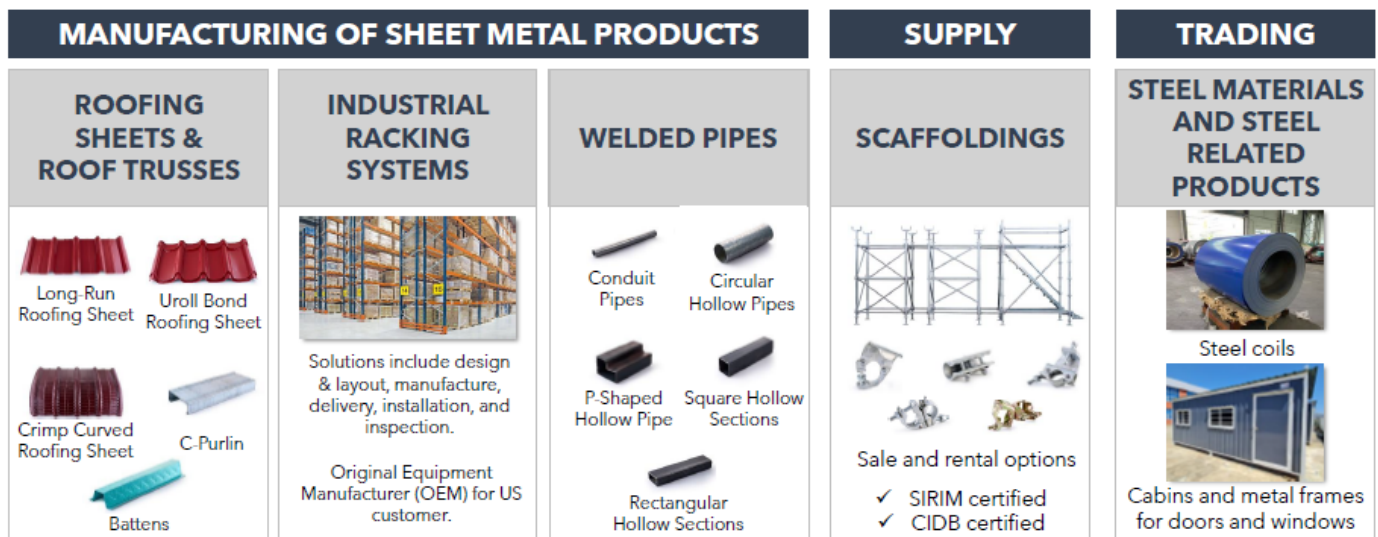 MANUFACTURING OF SHEET METAL PRODUCTS
ROOFING
SHEETS &
ROOF TRUSSES
Long-Run
Roofing Sheet
Uroll Bond
Roofing Sheet
Crimp Curved
Roofing Sheet
C-Purlin
Battens
INDUSTRIAL
RACKING
SYSTEMS
Solutions include design
& layout, manufacture,
delivery, installation, and
inspection.
Original Equipment
Manufacturer (OEM) for US
customer.
WELDED PIPES
Conduit
Pipes
Circular
Hollow Pipes
P-Shaped
Hollow Pipe
Square Hollow
Sections
Rectangular
Hollow Sections
SUPPLY
SCAFFOLDINGS
Sale and rental options
✓ SIRIM certified
✓ CIDB certified
TRADING
STEEL MATERIALS
AND STEEL
RELATED
PRODUCTS
Steel coils
Cabins and metal frames
for doors and windows